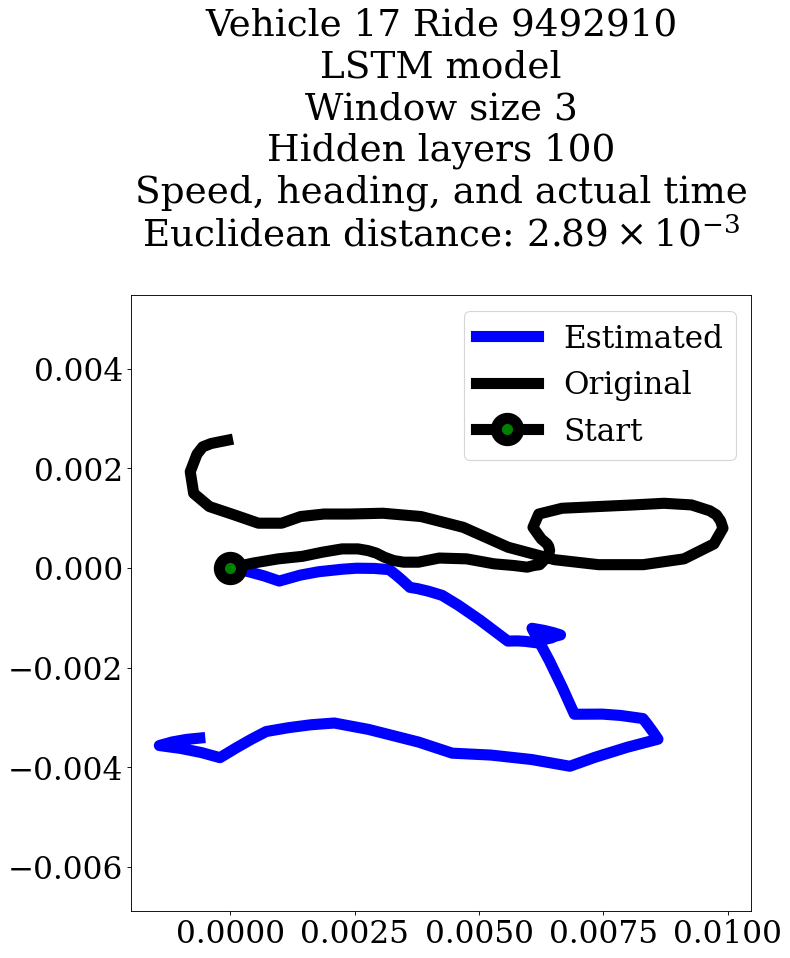 Vehicle 17 Ride 9492910
LSTM model
Window size 3
Hidden layers 100
Speed, heading, and actual time
Euclidean distance: 2.89 × 10⁻³
Estimated
Original
Start
0.004
0.002
0.000
−0.002
−0.004
−0.006
0.0000 0.0025 0.0050 0.0075 0.0100